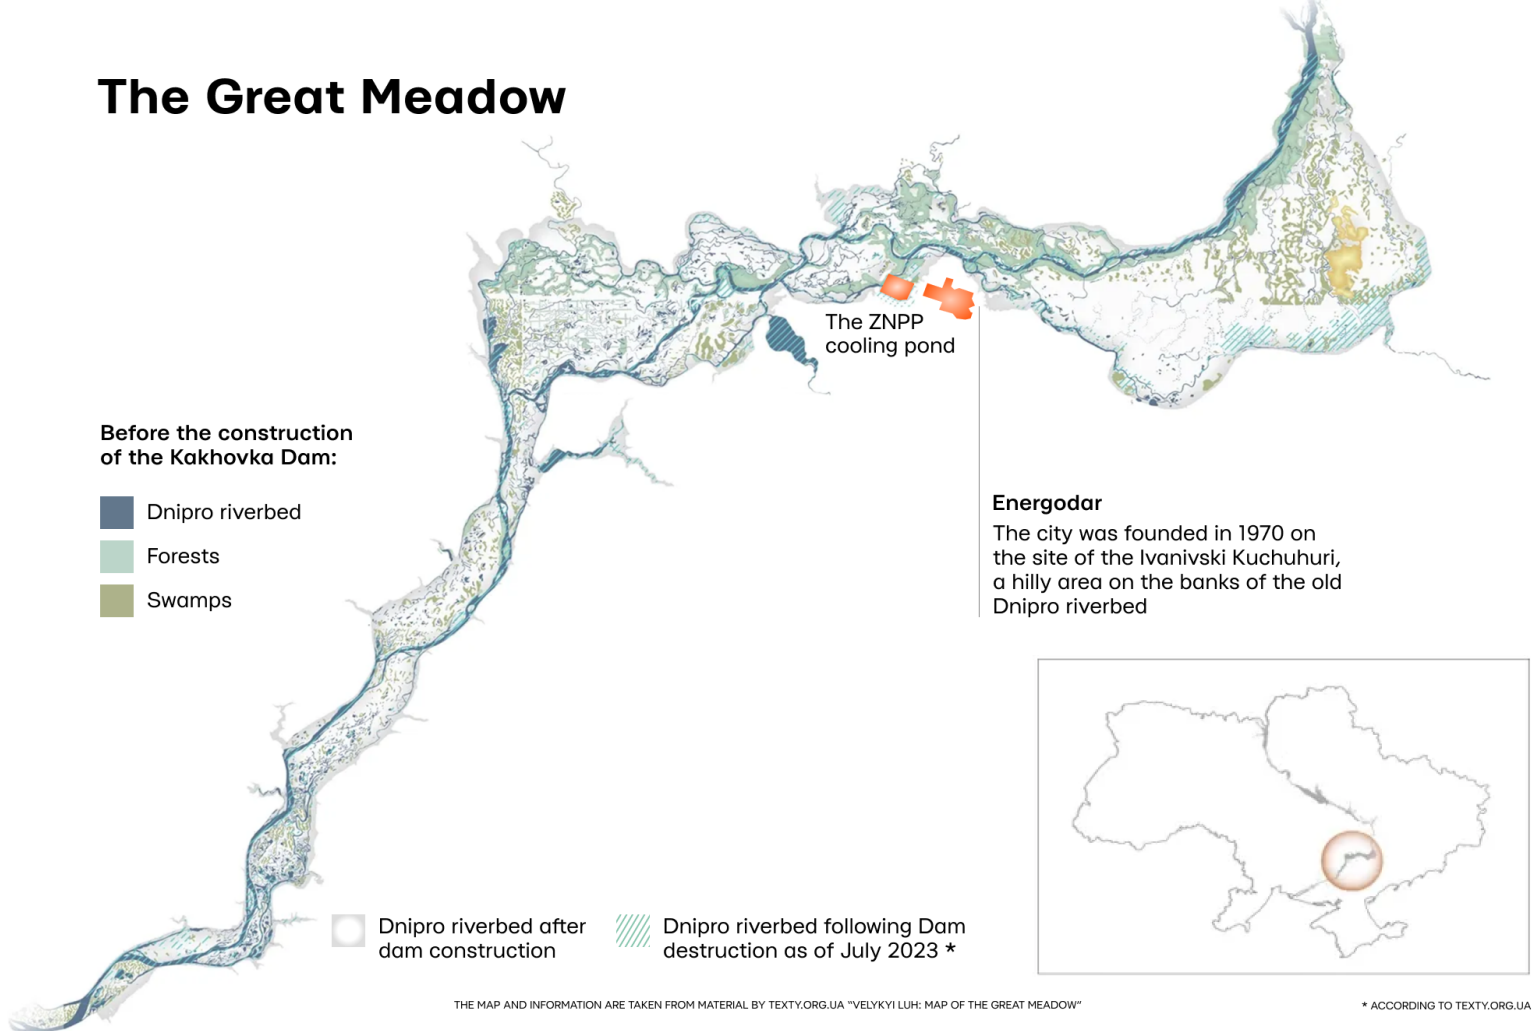 The Great Meadow
The ZNPP
cooling pond
Before the construction
of the Kakhovka Dam:
Dnipro riverbed
Forests
Swamps
Energodar
The city was founded in 1970 on
the site of the Ivanivski Kuchuhuri,
a hilly area on the banks of the old
Dnipro riverbed
Dnipro riverbed after
dam construction
Dnipro riverbed following Dam
destruction as of July 2023 *
THE MAP AND INFORMATION ARE TAKEN FROM MATERIAL BY TEXTY.ORG.UA “VELYKYI LUH: MAP OF THE GREAT MEADOW”
* ACCORDING TO TEXTY.ORG.UA